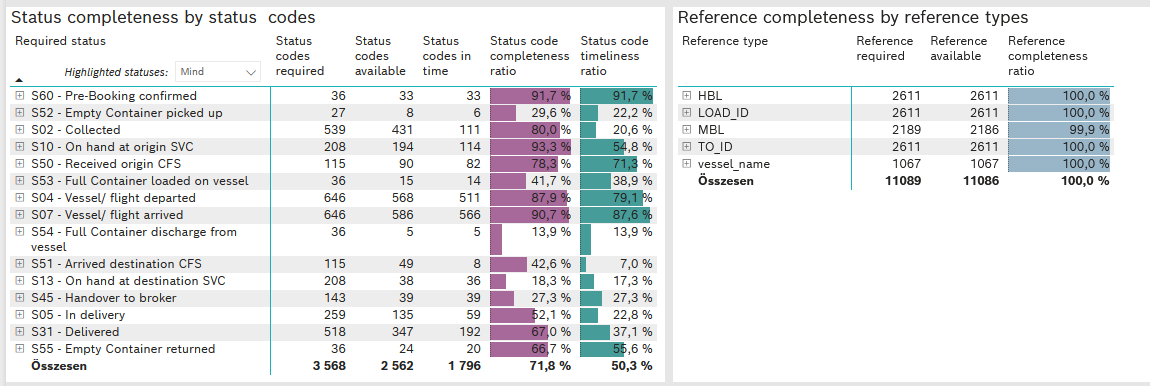 Status completeness by status codes
Required status Status codes required Status codes available Status codes in time Status code completeness ratio Status code timeliness ratio
Highlighted statuses: Mind
S60 - Pre-Booking confirmed 36 33 33 91,7 % 91,7 %
S52 - Empty Container picked up 27 8 6 29,6 % 22,2 %
S02 - Collected 539 431 111 80,0 % 20,6 %
S10 - On hand at origin SVC 208 194 114 93,3 % 54,8 %
S50 - Received origin CFS 115 90 82 78,3 % 71,3 %
S53 - Full Container loaded on vessel 36 15 14 41,7 % 38,9 %
S04 - Vessel/ flight departed 646 568 511 87,9 % 79,1 %
S07 - Vessel/ flight arrived 646 586 566 90,7 % 87,6 %
S54 - Full Container discharge from vessel 36 5 5 13,9 % 13,9 %
S51 - Arrived destination CFS 115 49 8 42,6 % 7,0 %
S13 - On hand at destination SVC 208 38 36 18,3 % 17,3 %
S45 - Handover to broker 143 39 39 27,3 % 27,3 %
S05 - In delivery 259 135 59 52,1 % 22,8 %
S31 - Delivered 518 347 192 67,0 % 37,1 %
S55 - Empty Container returned 36 24 20 66,7 % 55,6 %
Összesen 3 568 2 562 1 796 71,8 % 50,3 %
Reference completeness by reference types
Reference type Reference required Reference available Reference completeness ratio
HBL 2611 2611 100,0 %
LOAD_ID 2611 2611 100,0 %
MBL 2189 2186 99,9 %
TO_ID 2611 2611 100,0 %
vessel_name 1067 1067 100,0 %
Összesen 11089 11086 100,0 %